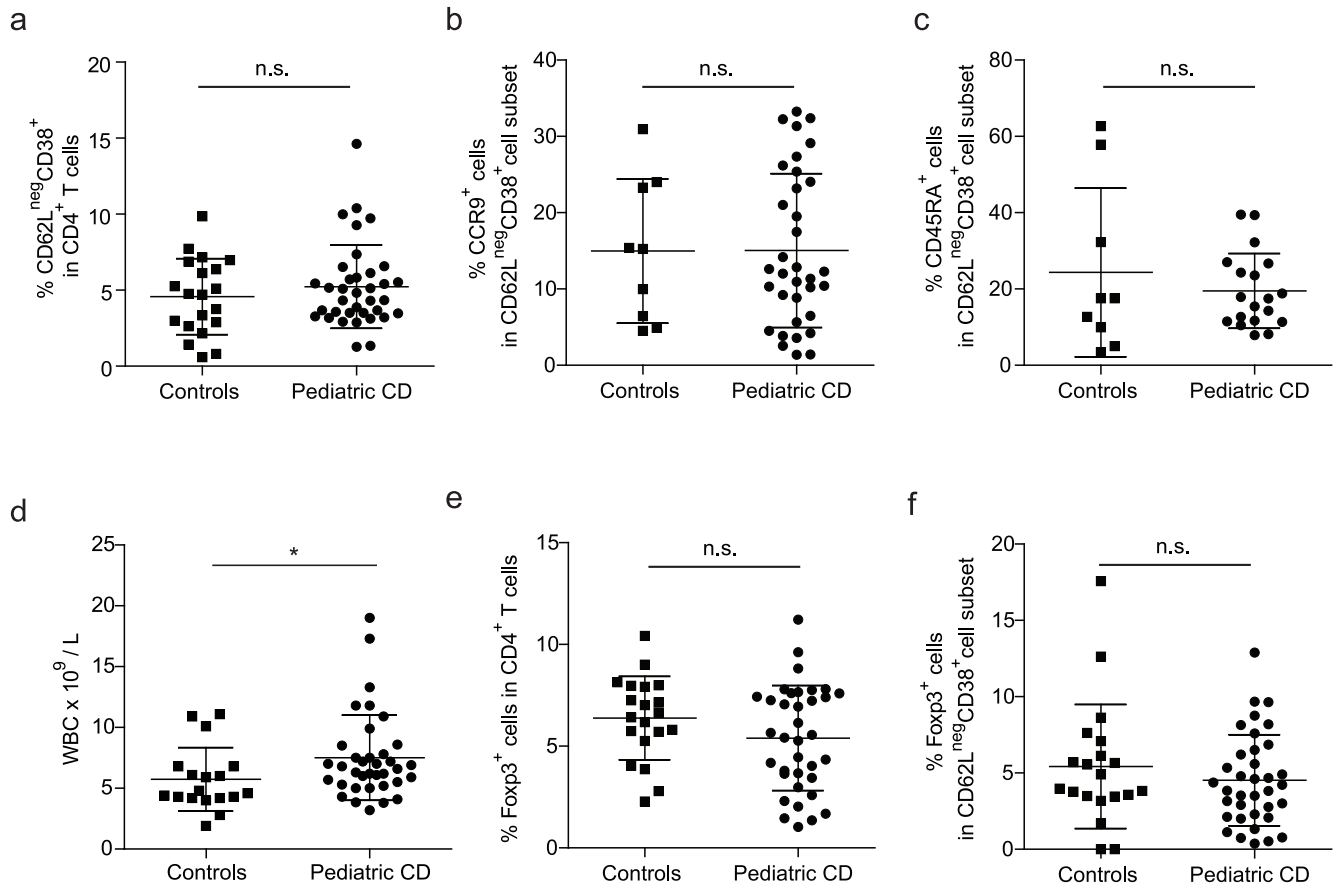 a
% CD62L^neg CD38^+
in CD4^+ T cells
20
15
10
5
0
n.s.
Controls
Pediatric CD
b
% CCR9^+ cells
in CD62L^neg CD38^+ cell subset
40
30
20
10
0
n.s.
Controls
Pediatric CD
c
% CD45RA^+ cells
in CD62L^neg CD38^+ cell subset
80
60
40
20
0
n.s.
Controls
Pediatric CD
d
WBC x 10^9 / L
25
20
15
10
5
0
*
Controls
Pediatric CD
e
% Foxp3^+ cells in CD4^+ T cells
15
10
5
0
n.s.
Controls
Pediatric CD
f
% Foxp3^+ cells
in CD62L^neg CD38^+ cell subset
20
15
10
5
0
n.s.
Controls
Pediatric CD